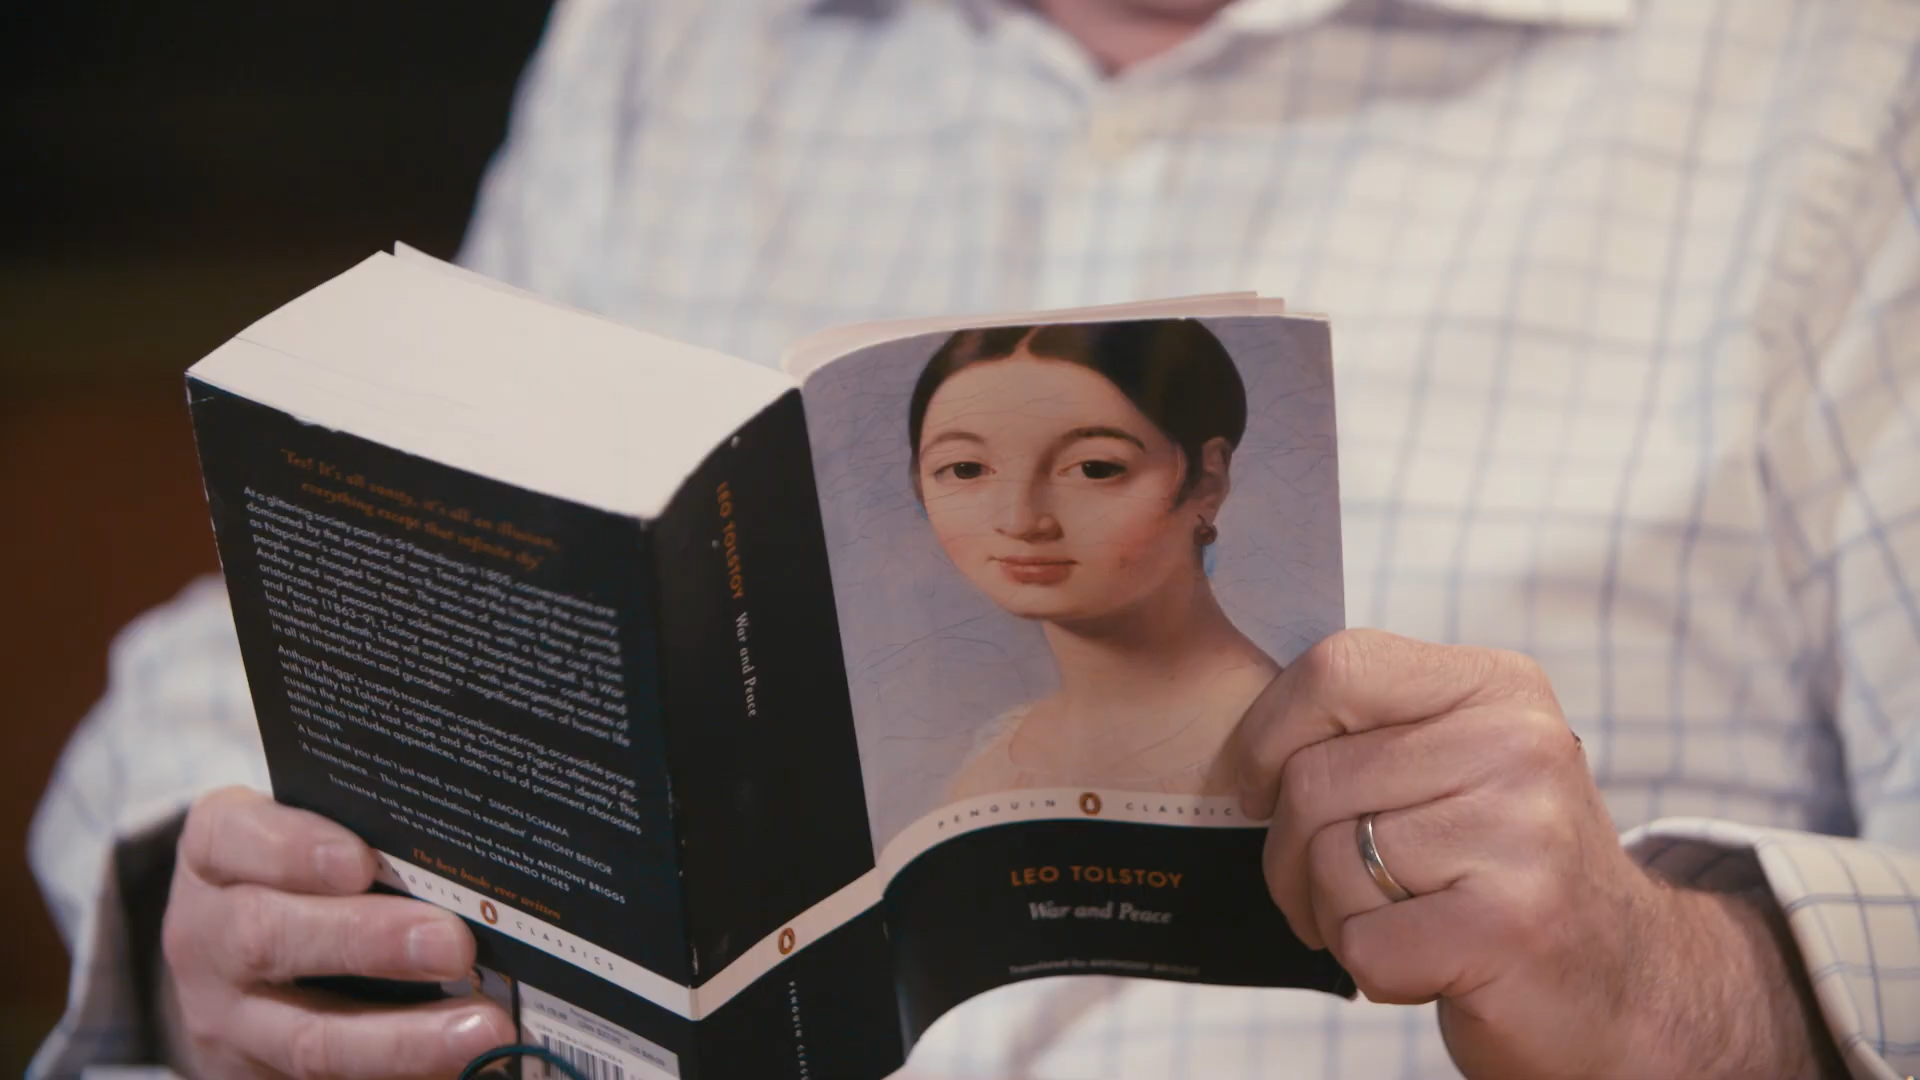 'Yes! It's all vanity, it's all an illusion,
everything except that infinite sky'
At a glittering society party in St Petersburg in 1805, conversations are
dominated by the prospect of war. Terror swiftly engulfs the country
as Napoleon's army marches on Russia, and the lives of three young
people are changed for ever. The stories of quixotic Pierre, cynical
Andrey and impetuous Natasha interweave with a huge cast, from
aristocrats and peasants to soldiers and Napoleon himself. In War
and Peace (1863-9), Tolstoy entwines grand themes – conflict and
love, birth and death, free will and fate – with unforgettable scenes of
nineteenth-century Russia, to create a magnificent epic of human life
in all its imperfection and grandeur.
Anthony Briggs's superb translation combines stirring, accessible prose
with fidelity to Tolstoy's original, while Orlando Figes's afterword dis-
cusses the novel's vast scope and depiction of Russian identity. This
edition also includes appendices, notes, a list of prominent characters
and maps.
'A book that you don't just read, you live' SIMON SCHAMA
'A masterpiece... This new translation is excellent' ANTONY BEEVOR
Translated with an introduction and notes by ANTHONY BRIGGS
with an afterword by ORLANDO FIGES
The best books ever written
PENGUIN CLASSICS
LEO TOLSTOY War and Peace
PENGUIN CLASS
PENGUIN CLASSIC
LEO TOLSTOY
War and Peace
Translated by ANTHONY BRIGGS